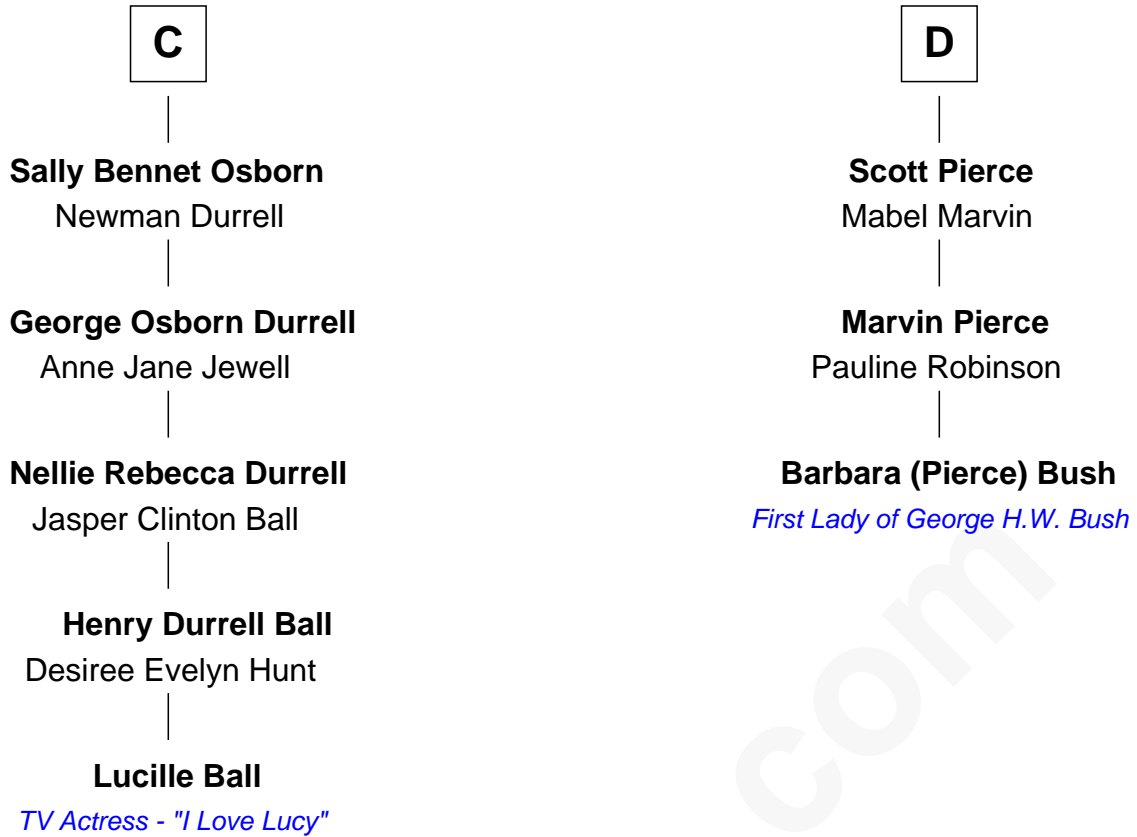 C
Sally Bennet Osborn
Newman Durrell
George Osborn Durrell
Anne Jane Jewell
Nellie Rebecca Durrell
Jasper Clinton Ball
Henry Durrell Ball
Desiree Evelyn Hunt
Lucille Ball
TV Actress - "I Love Lucy"
D
Scott Pierce
Mabel Marvin
Marvin Pierce
Pauline Robinson
Barbara (Pierce) Bush
First Lady of George H.W. Bush
com